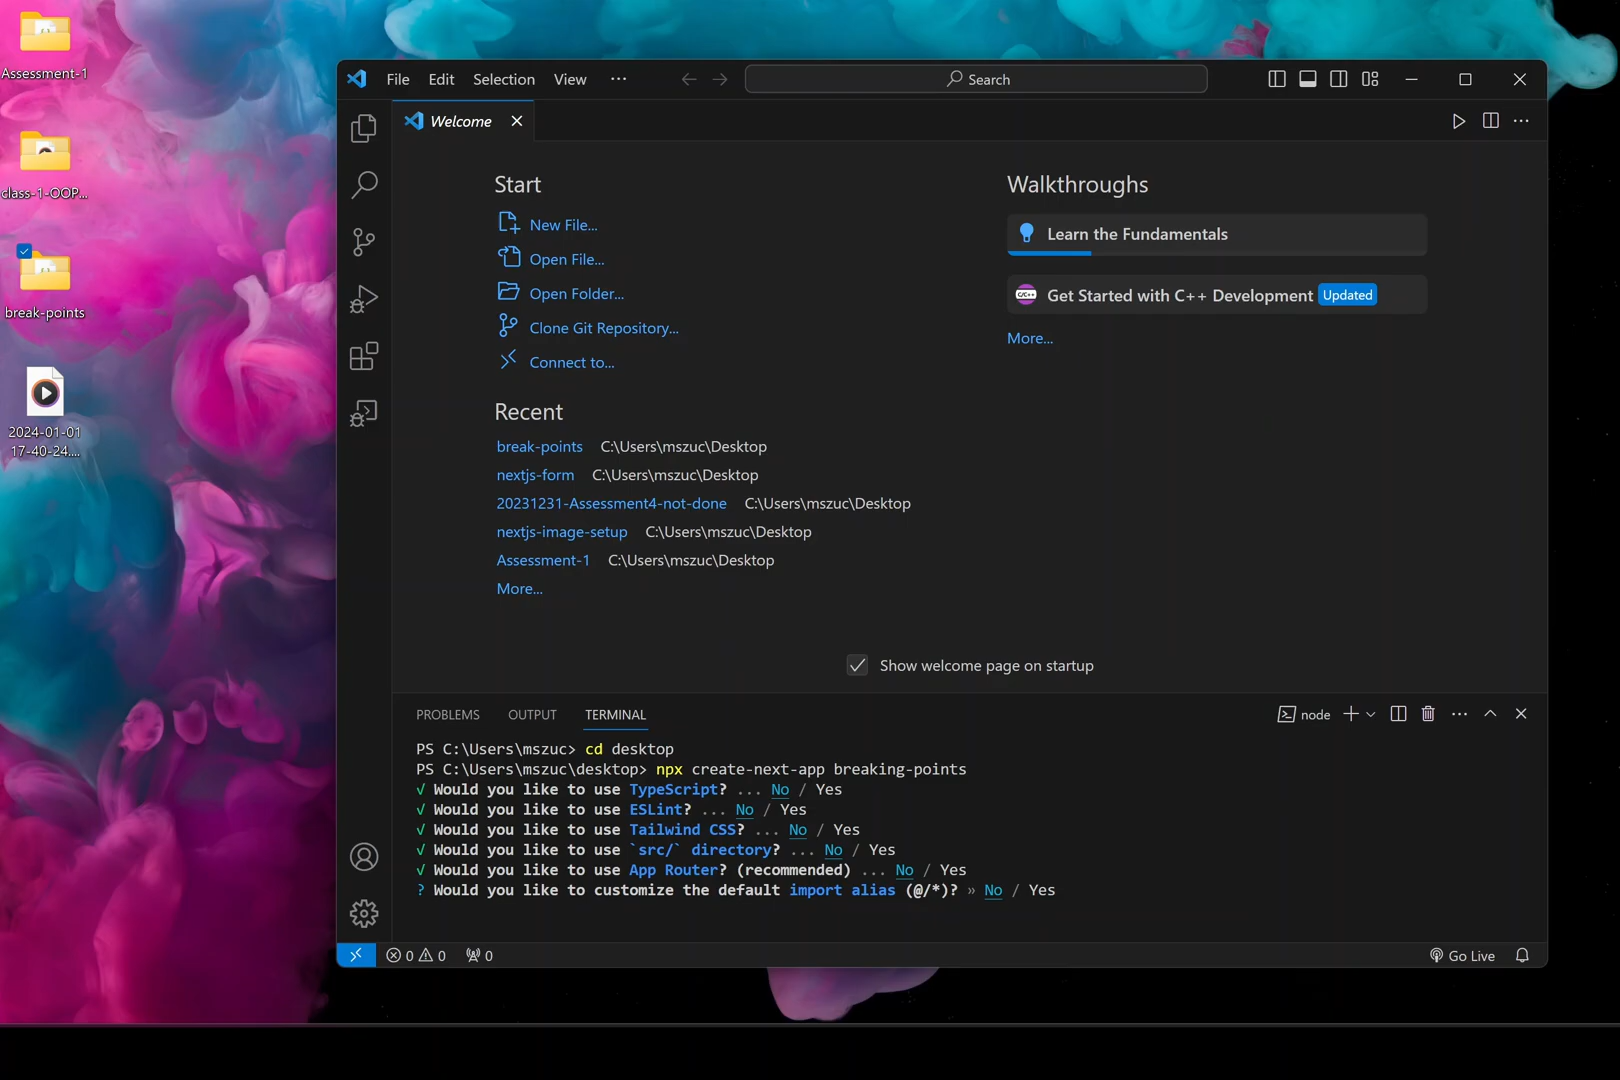 Assessment-1
class-1-OOP...
break-points
2024-01-01
17-40-24....
File Edit Selection View ··· Search
Welcome
Start
New File...
Open File...
Open Folder...
Clone Git Repository...
Connect to...
Recent
break-points C:\Users\mszuc\Desktop
nextjs-form C:\Users\mszuc\Desktop
20231231-Assessment4-not-done C:\Users\mszuc\Desktop
nextjs-image-setup C:\Users\mszuc\Desktop
Assessment-1 C:\Users\mszuc\Desktop
More...
Walkthroughs
Learn the Fundamentals
C/C++ Get Started with C++ Development Updated
More...
Show welcome page on startup
PROBLEMS OUTPUT TERMINAL node
PS C:\Users\mszuc> cd desktop
PS C:\Users\mszuc\desktop> npx create-next-app breaking-points
√ Would you like to use TypeScript? ... No / Yes
√ Would you like to use ESLint? ... No / Yes
√ Would you like to use Tailwind CSS? ... No / Yes
√ Would you like to use `src/` directory? ... No / Yes
√ Would you like to use App Router? (recommended) ... No / Yes
? Would you like to customize the default import alias (@/*)? » No / Yes
0 0 0 Go Live